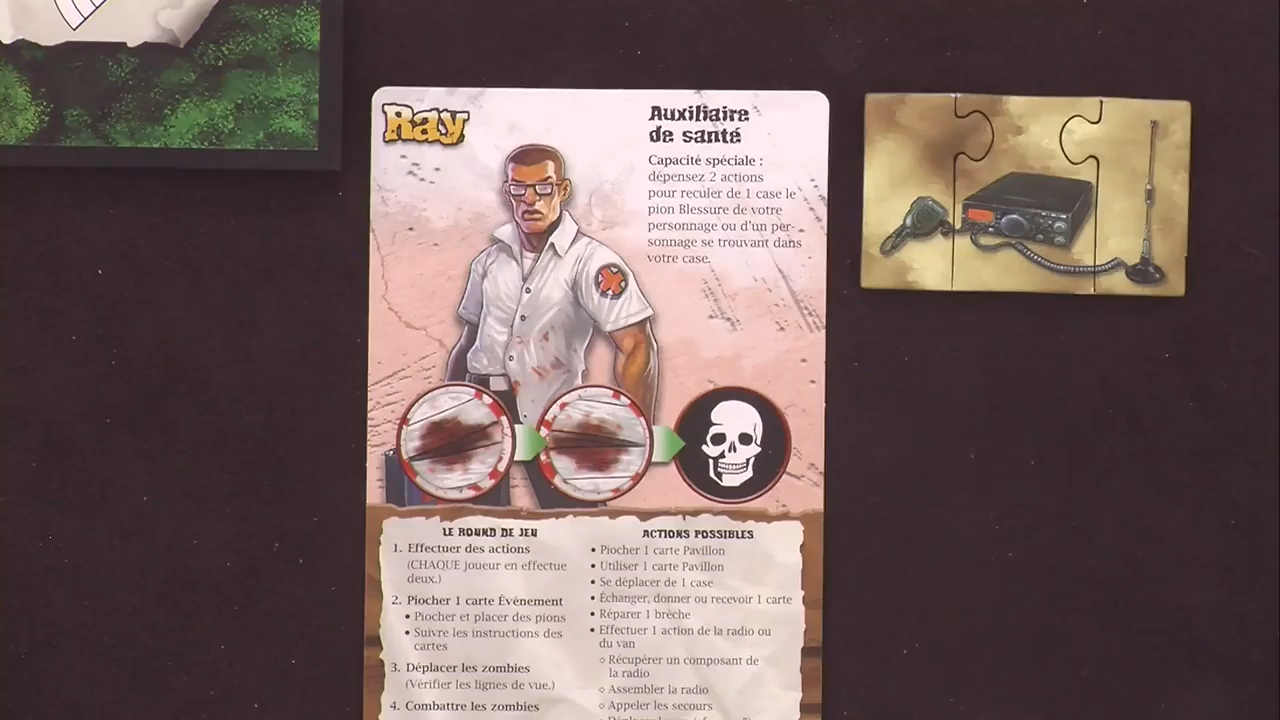 Ray
Auxiliaire
de santé
Capacité spéciale :
dépensez 2 actions
pour reculer de 1 case le
pion Blessure de votre
personnage ou d'un per-
sonnage se trouvant dans
votre case.
LE ROUND DE JEU
1. Effectuer des actions
(CHAQUE joueur en effectue
deux.)
2. Piocher 1 carte Événement
• Piocher et placer des pions
• Suivre les instructions des
cartes
3. Déplacer les zombies
(Vérifier les lignes de vue.)
4. Combattre les zombies
ACTIONS POSSIBLES
• Piocher 1 carte Pavillon
• Utiliser 1 carte Pavillon
• Se déplacer de 1 case
• Échanger, donner ou recevoir 1 carte
• Réparer 1 brèche
• Effectuer 1 action de la radio ou
du van
○ Récupérer un composant de
la radio
○ Assembler la radio
○ Appeler les secours